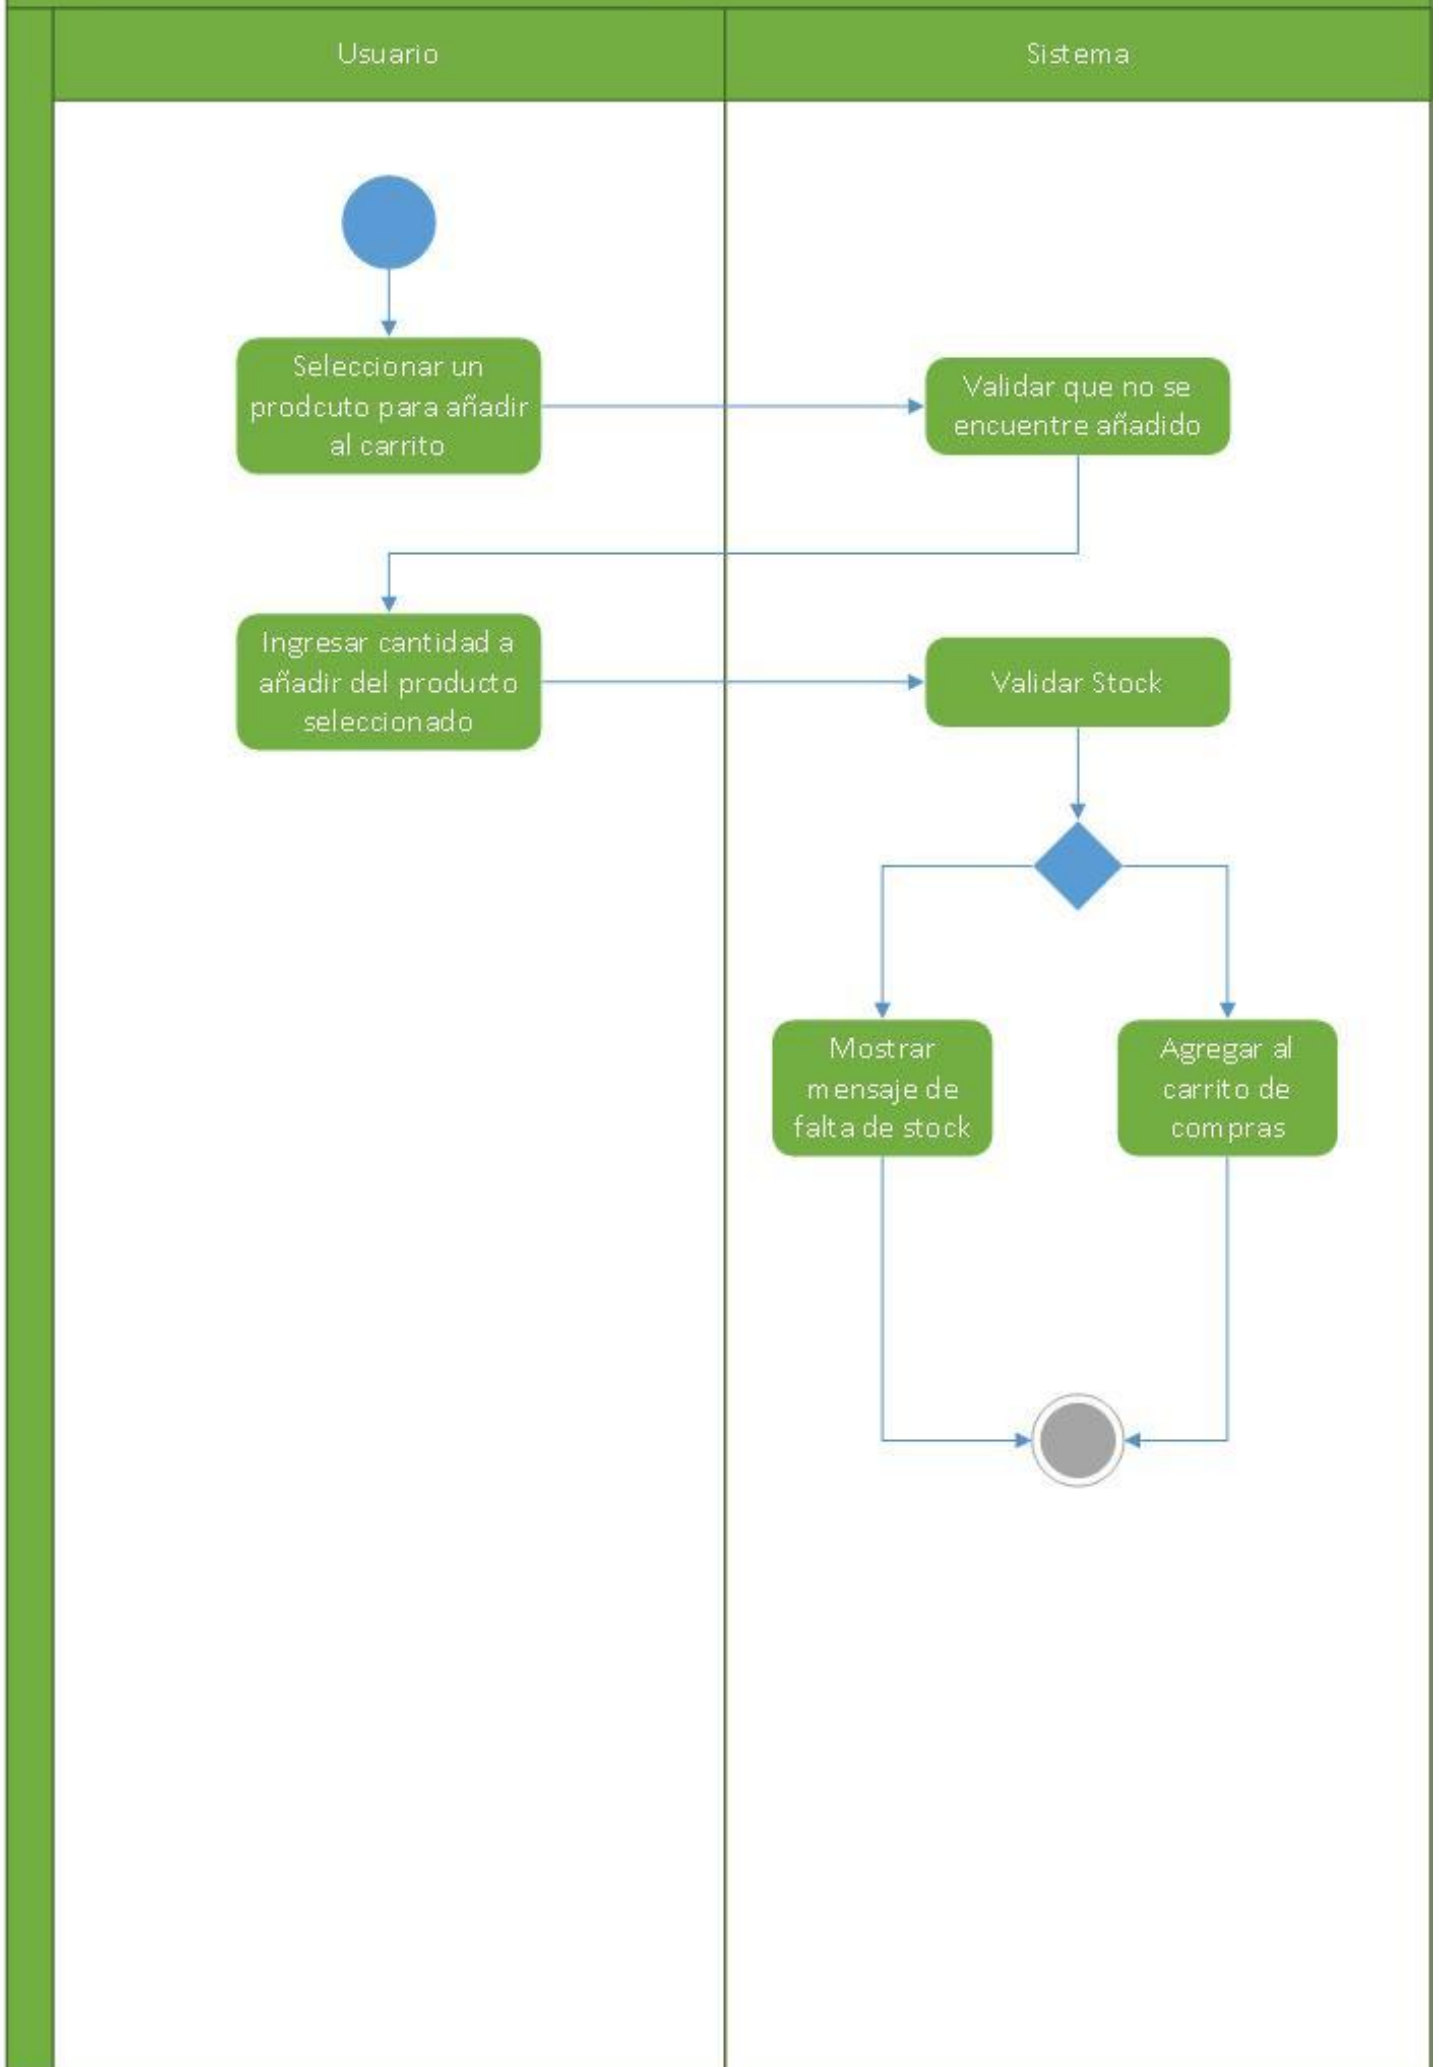 Usuario
Sistema
Seleccionar un
prodcuto para añadir
al carrito
Validar que no se
encuentre añadido
Ingresar cantidad a
añadir del producto
seleccionado
Validar Stock
Mostrar
mensaje de
falta de stock
Agregar al
carrito de
compras